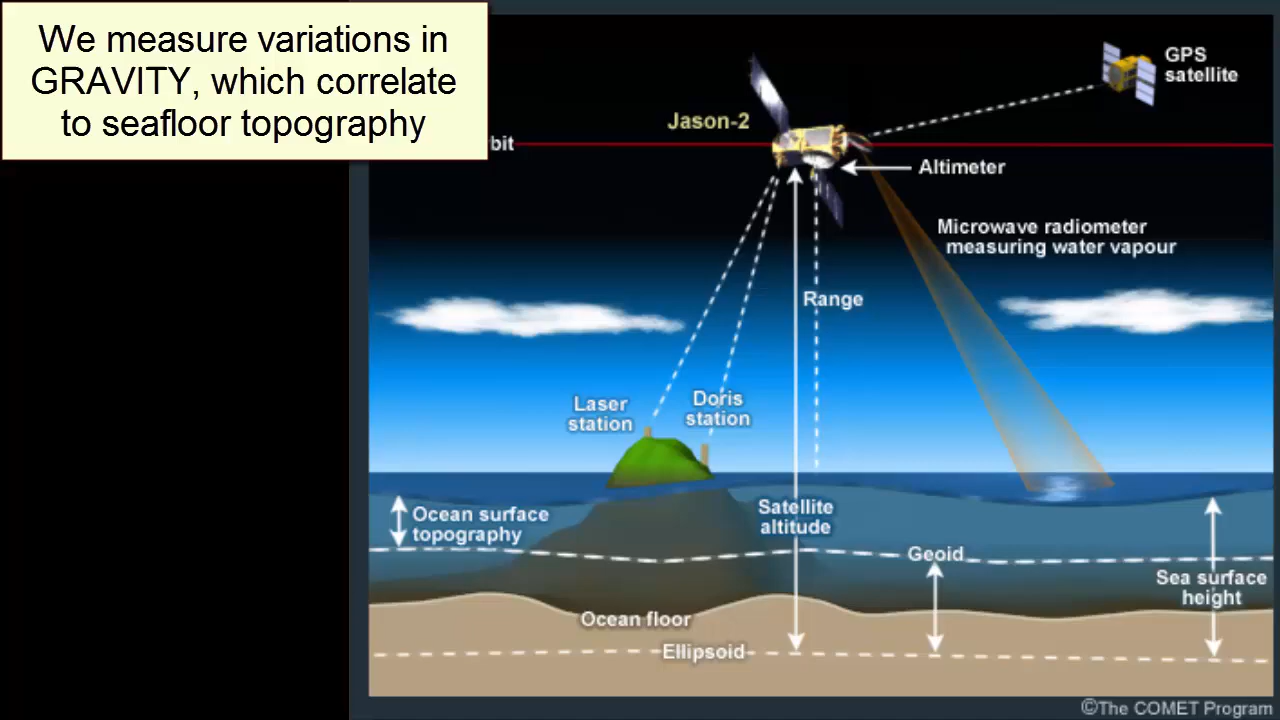 We measure variations in
GRAVITY, which correlate
to seafloor topography
GPS
satellite
Jason-2
bit
Altimeter
Microwave radiometer
measuring water vapour
Range
Laser
station
Doris
station
Satellite
altitude
Ocean surface
topography
Geoid
Sea surface
height
Ocean floor
Ellipsoid
©The COMET Program